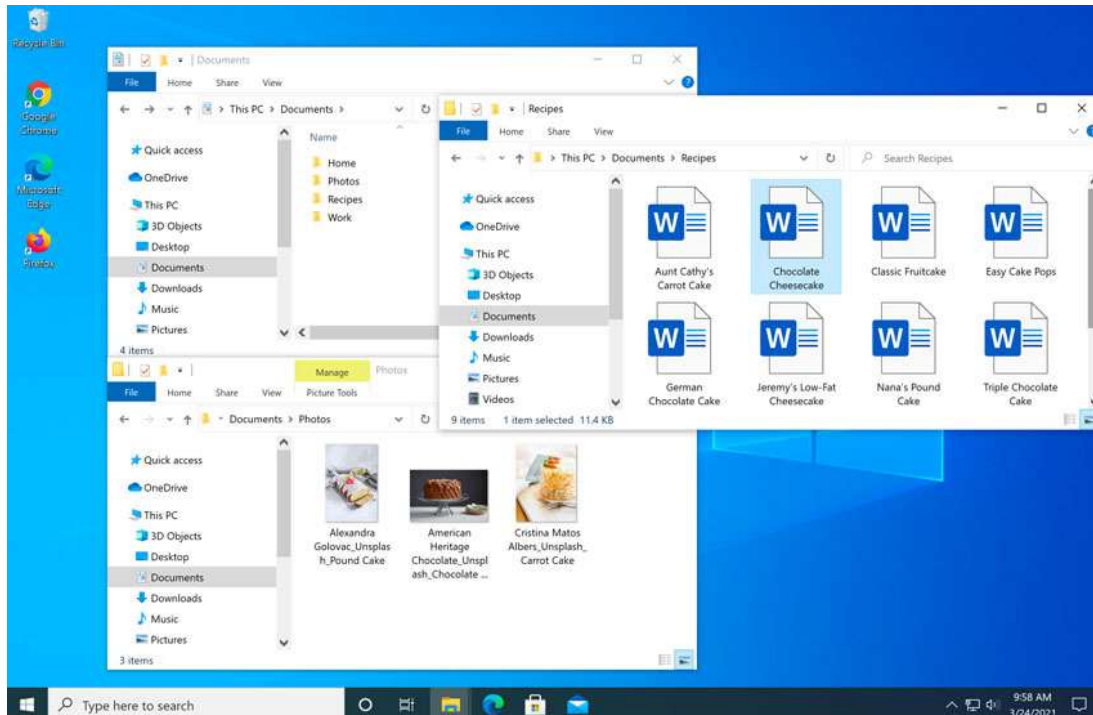 Recycle Bin
Google
Chrome
Microsoft
Edge
Firefox
Documents
File Home Share View
This PC > Documents >
Name
Quick access
OneDrive
This PC
3D Objects
Desktop
Documents
Downloads
Music
Pictures
Home
Photos
Recipes
Work
4 items
Recipes
File Home Share View
This PC > Documents > Recipes
Search Recipes
Quick access
OneDrive
This PC
3D Objects
Desktop
Documents
Downloads
Music
Pictures
Videos
Aunt Cathy's
Carrot Cake
Chocolate
Cheesecake
Classic Fruitcake
Easy Cake Pops
German
Chocolate Cake
Jeremy's Low-Fat
Cheesecake
Nana's Pound
Cake
Triple Chocolate
Cake
9 items 1 item selected 11.4 KB
Manage Photos
File Home Share View Picture Tools
Documents > Photos
Quick access
OneDrive
This PC
3D Objects
Desktop
Documents
Downloads
Music
Pictures
Alexandra
Golovac_Unsplas
h_Pound Cake
American
Heritage
Chocolate_Unspl
ash_Chocolate ...
Cristina Matos
Albers_Unsplash_
Carrot Cake
3 items
Type here to search
9:58 AM
3/24/2021